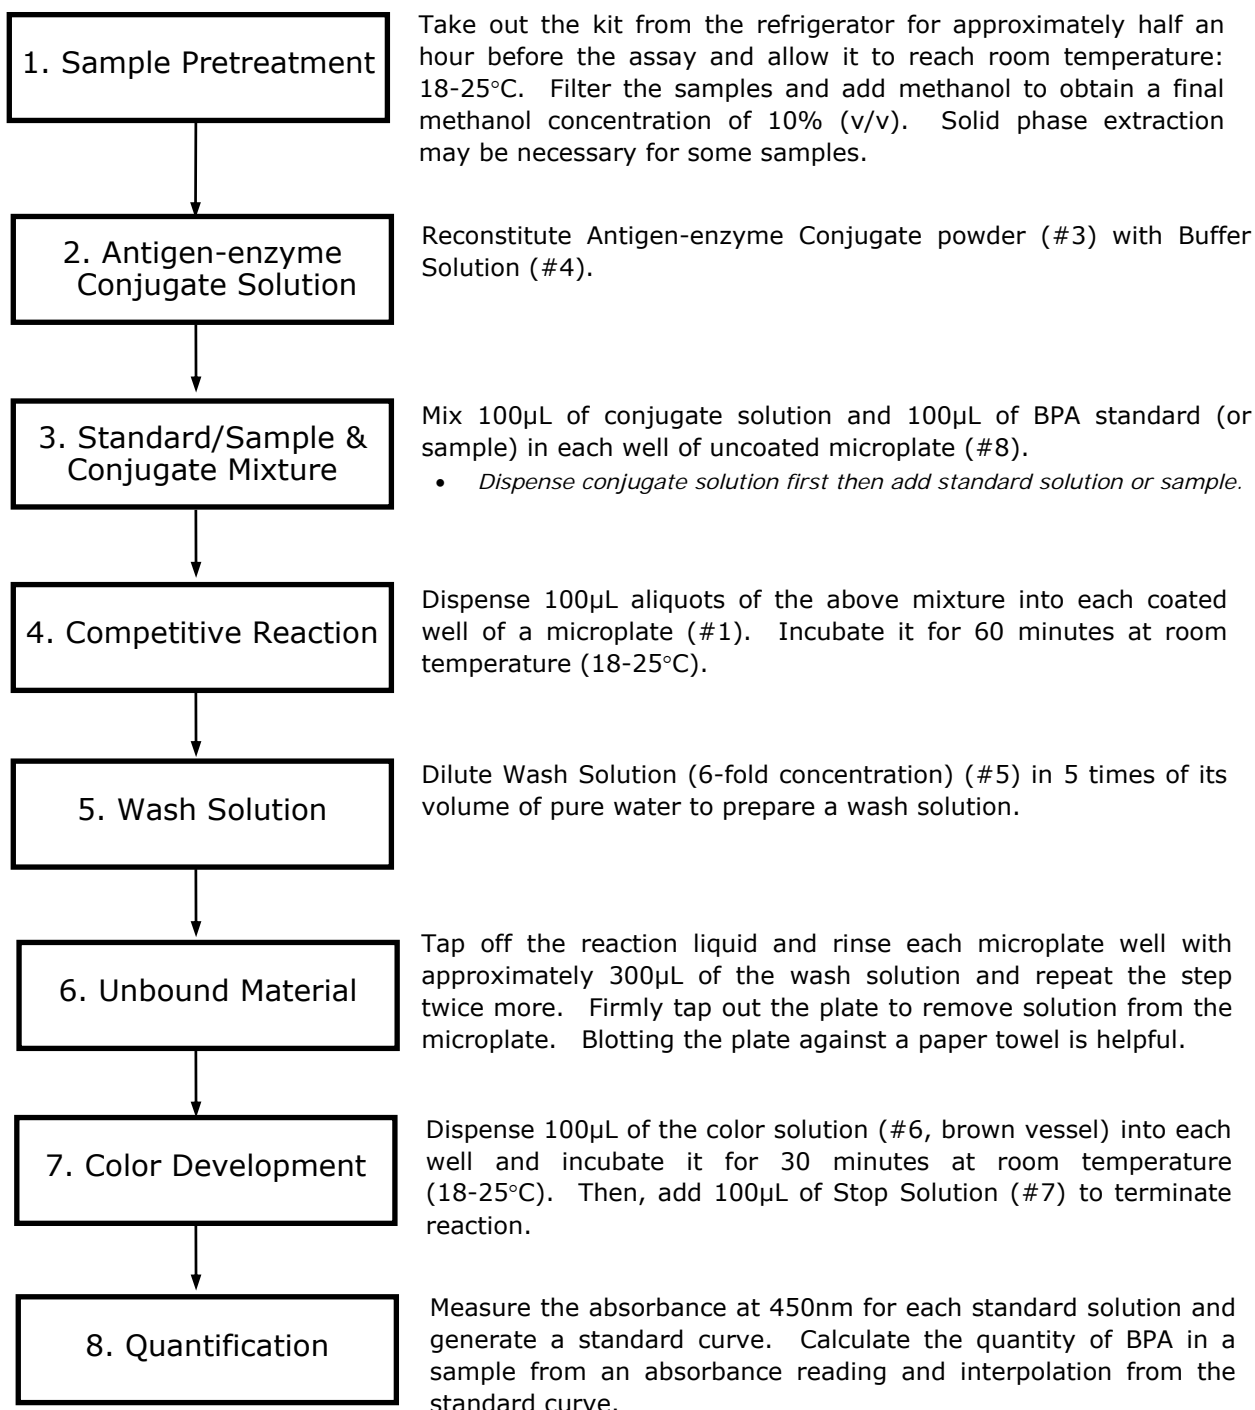 1. Sample Pretreatment
Take out the kit from the refrigerator for approximately half an
hour before the assay and allow it to reach room temperature:
18-25°C. Filter the samples and add methanol to obtain a final
methanol concentration of 10% (v/v). Solid phase extraction
may be necessary for some samples.
2. Antigen-enzyme
Conjugate Solution
Reconstitute Antigen-enzyme Conjugate powder (#3) with Buffer
Solution (#4).
3. Standard/Sample &
Conjugate Mixture
Mix 100µL of conjugate solution and 100µL of BPA standard (or
sample) in each well of uncoated microplate (#8).
• Dispense conjugate solution first then add standard solution or sample.
4. Competitive Reaction
Dispense 100µL aliquots of the above mixture into each coated
well of a microplate (#1). Incubate it for 60 minutes at room
temperature (18-25°C).
5. Wash Solution
Dilute Wash Solution (6-fold concentration) (#5) in 5 times of its
volume of pure water to prepare a wash solution.
6. Unbound Material
Tap off the reaction liquid and rinse each microplate well with
approximately 300µL of the wash solution and repeat the step
twice more. Firmly tap out the plate to remove solution from the
microplate. Blotting the plate against a paper towel is helpful.
7. Color Development
Dispense 100µL of the color solution (#6, brown vessel) into each
well and incubate it for 30 minutes at room temperature
(18-25°C). Then, add 100µL of Stop Solution (#7) to terminate
reaction.
8. Quantification
Measure the absorbance at 450nm for each standard solution and
generate a standard curve. Calculate the quantity of BPA in a
sample from an absorbance reading and interpolation from the
standard curve.